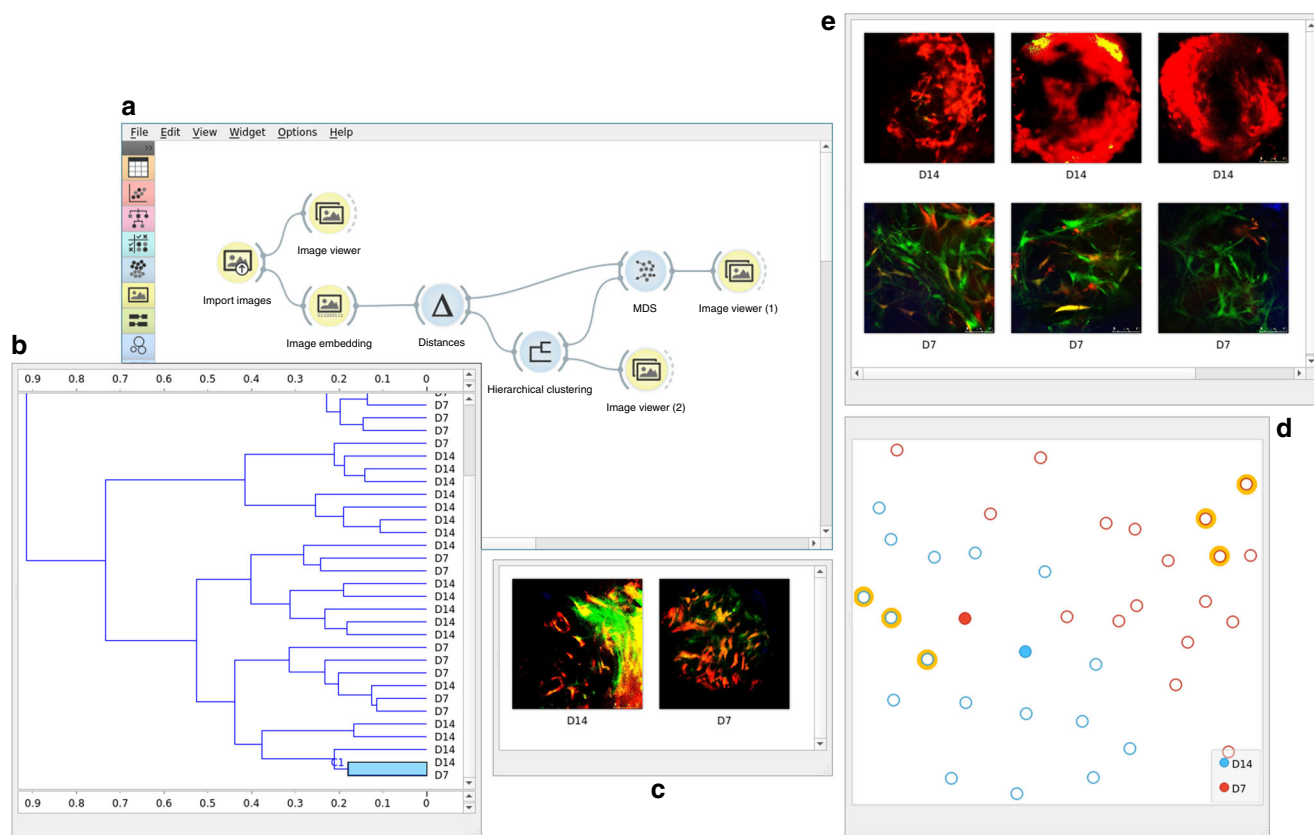 a
File Edit View Widget Options Help
Import images
Image viewer
Image embedding
Distances
Hierarchical clustering
MDS
Image viewer (1)
Image viewer (2)
b
0.9 0.8 0.7 0.6 0.5 0.4 0.3 0.2 0.1 0
D7
D7
D7
D7
D7
D14
D14
D14
D14
D14
D14
D14
D14
D7
D7
D14
D14
D14
D14
D14
D7
D7
D7
D14
D7
D7
D14
D14
D14
C1 D14
D7
0.9 0.8 0.7 0.6 0.5 0.4 0.3 0.2 0.1 0
D14 D7
c
e
D14 D14 D14
D7 D7 D7
d
D14
D7